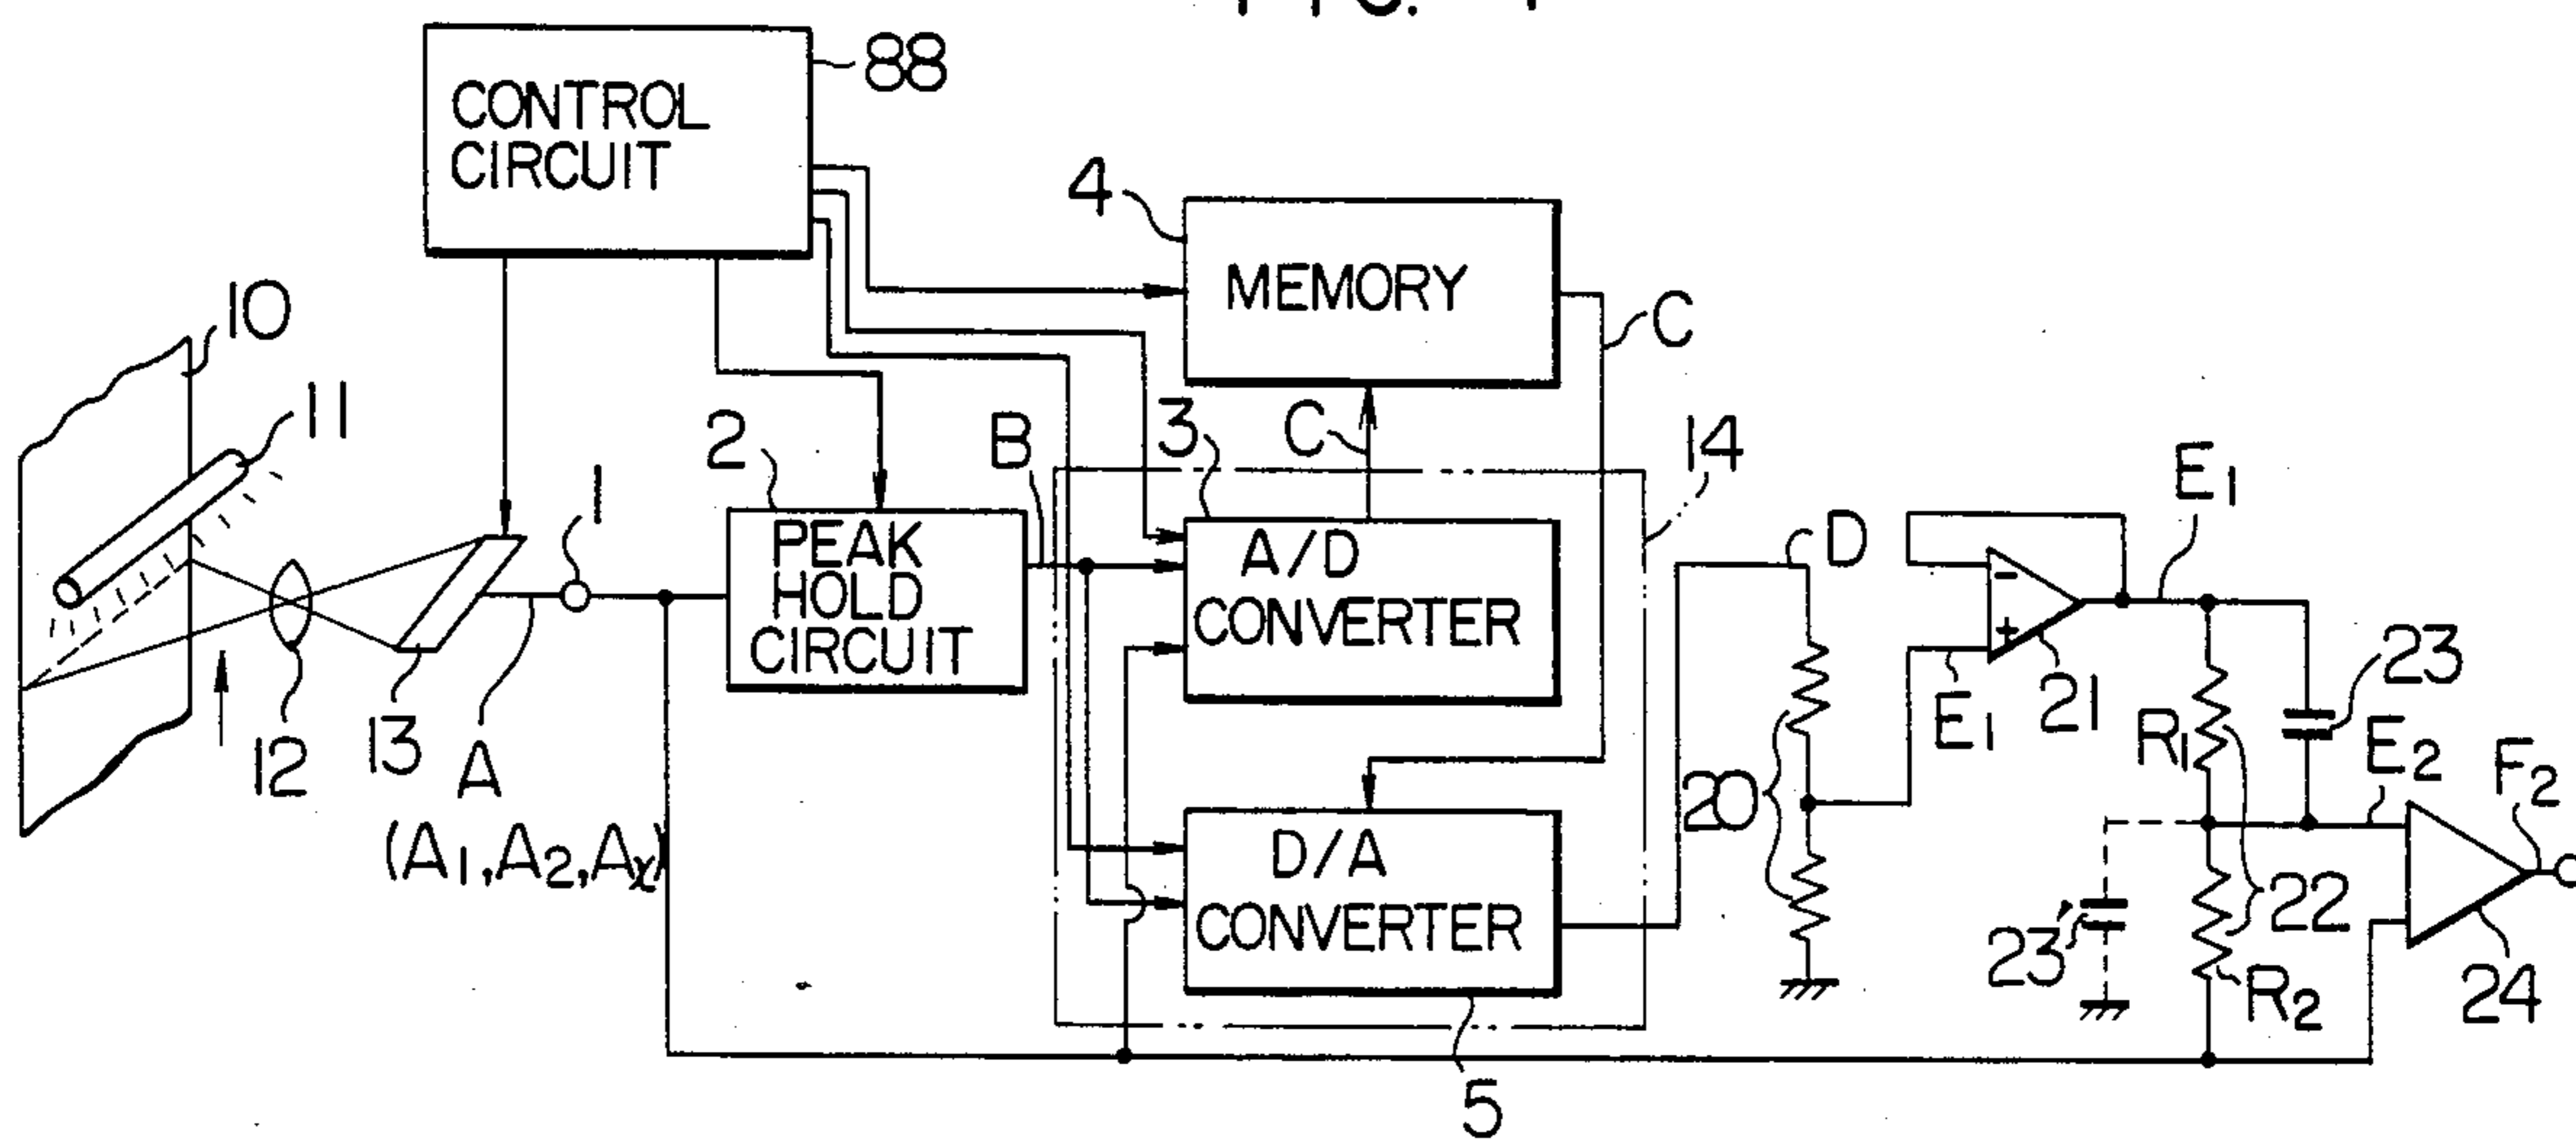 CONTROL
CIRCUIT
88
4
MEMORY
C
10
11
2
B
3
C
14
1
PEAK
HOLD
CIRCUIT
A/D
CONVERTER
D
E1
-
+
21
E1
23
12
13
A
(A1,A2,Ax)
20
R1
E2
F2
D/A
CONVERTER
23'
22
R2
24
5